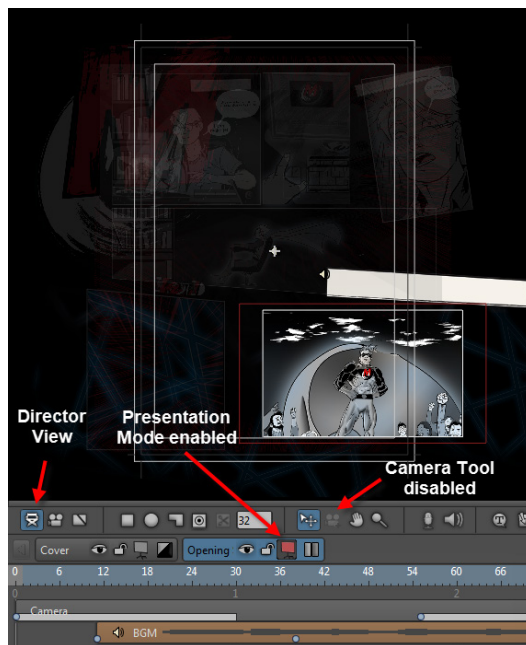 Director
View
Presentation
Mode enabled
Camera Tool
disabled
32
Cover
Opening
0 6 12 18 24 30 36 42 48 54 60 66
0 1 2
Camera
BGM